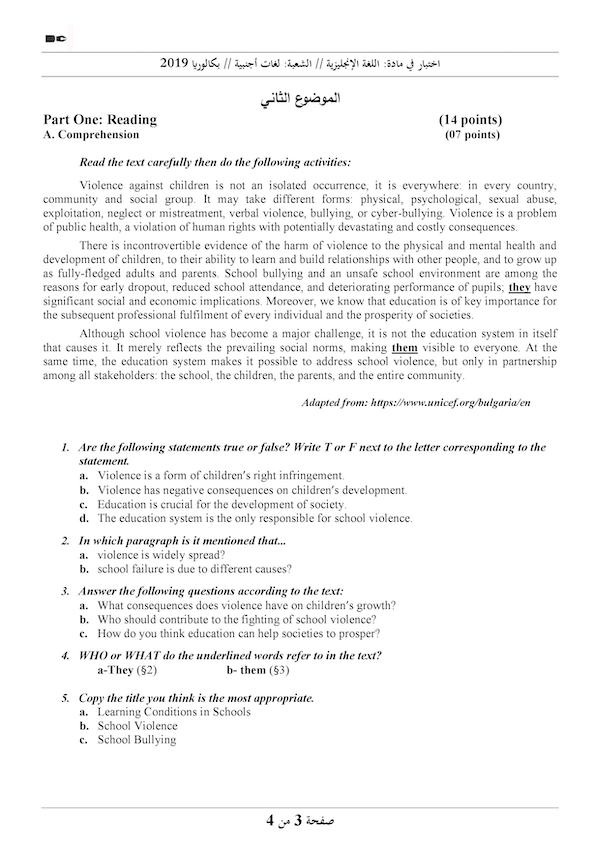 اختبار في مادة: اللغة الإنجليزية // الشعبة: لغات أجنبية // بكالوريا 2019
الموضوع الثاني
Part One: Reading (14 points)
A. Comprehension (07 points)
Read the text carefully then do the following activities:
Violence against children is not an isolated occurrence, it is everywhere: in every country,
community and social group. It may take different forms: physical, psychological, sexual abuse,
exploitation, neglect or mistreatment, verbal violence, bullying, or cyber-bullying. Violence is a problem
of public health, a violation of human rights with potentially devastating and costly consequences.
There is incontrovertible evidence of the harm of violence to the physical and mental health and
development of children, to their ability to learn and build relationships with other people, and to grow up
as fully-fledged adults and parents. School bullying and an unsafe school environment are among the
reasons for early dropout, reduced school attendance, and deteriorating performance of pupils; they have
significant social and economic implications. Moreover, we know that education is of key importance for
the subsequent professional fulfilment of every individual and the prosperity of societies.
Although school violence has become a major challenge, it is not the education system in itself
that causes it. It merely reflects the prevailing social norms, making them visible to everyone. At the
same time, the education system makes it possible to address school violence, but only in partnership
among all stakeholders: the school, the children, the parents, and the entire community.
Adapted from: https://www.unicef.org/bulgaria/en
1. Are the following statements true or false? Write T or F next to the letter corresponding to the
statement.
a. Violence is a form of children's right infringement.
b. Violence has negative consequences on children's development.
c. Education is crucial for the development of society.
d. The education system is the only responsible for school violence.
2. In which paragraph is it mentioned that...
a. violence is widely spread?
b. school failure is due to different causes?
3. Answer the following questions according to the text:
a. What consequences does violence have on children's growth?
b. Who should contribute to the fighting of school violence?
c. How do you think education can help societies to prosper?
4. WHO or WHAT do the underlined words refer to in the text?
a-They (§2) b- them (§3)
5. Copy the title you think is the most appropriate.
a. Learning Conditions in Schools
b. School Violence
c. School Bullying
صفحة 3 من 4